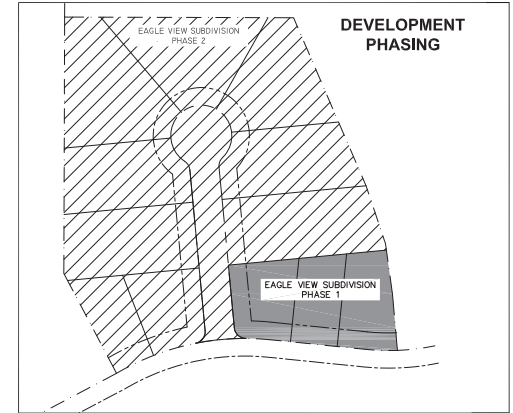 DEVELOPMENT
PHASING
EAGLE VIEW SUBDIVISION
PHASE 2
EAGLE VIEW SUBDIVISION
PHASE 1